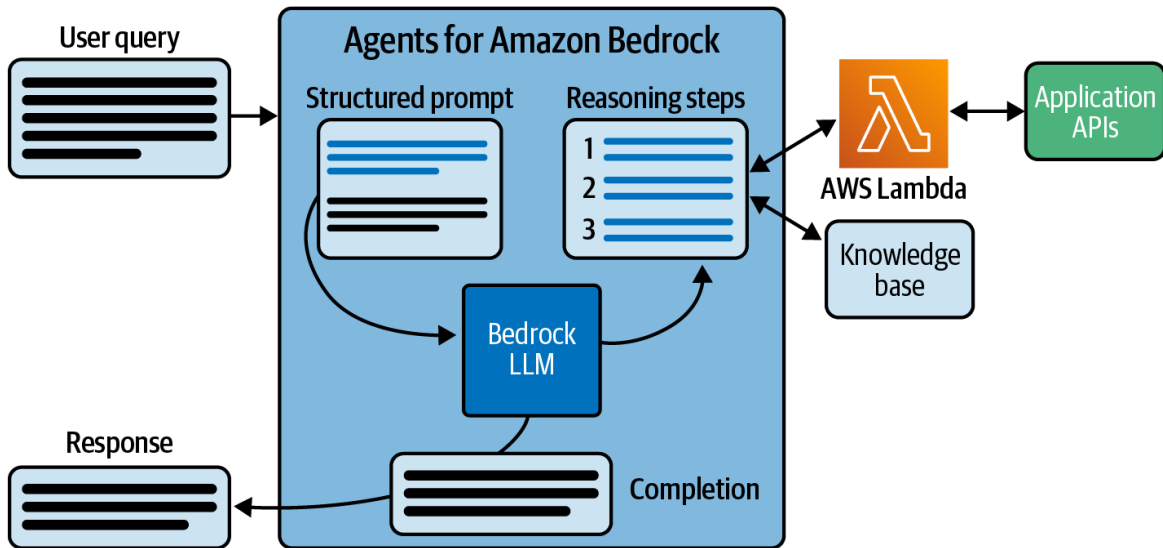 User query
Agents for Amazon Bedrock
Structured prompt
Reasoning steps
1
2
3
AWS Lambda
Application
APIs
Knowledge
base
Bedrock
LLM
Response
Completion